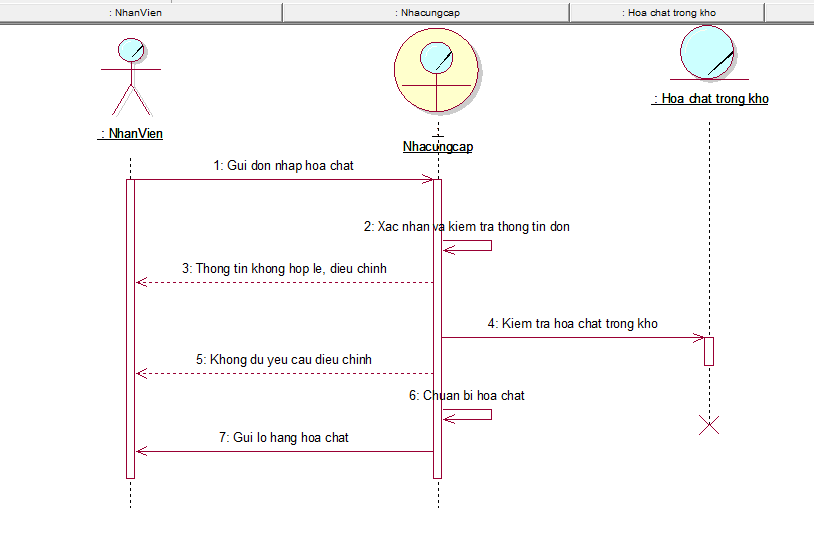 : NhanVien
: Nhacungcap
: Hoa chat trong kho
: NhanVien
Nhacungcap
: Hoa chat trong kho
1: Gui don nhap hoa chat
2: Xac nhan va kiem tra thong tin don
3: Thong tin khong hop le, dieu chinh
4: Kiem tra hoa chat trong kho
5: Khong du yeu cau dieu chinh
6: Chuan bi hoa chat
7: Gui lo hang hoa chat